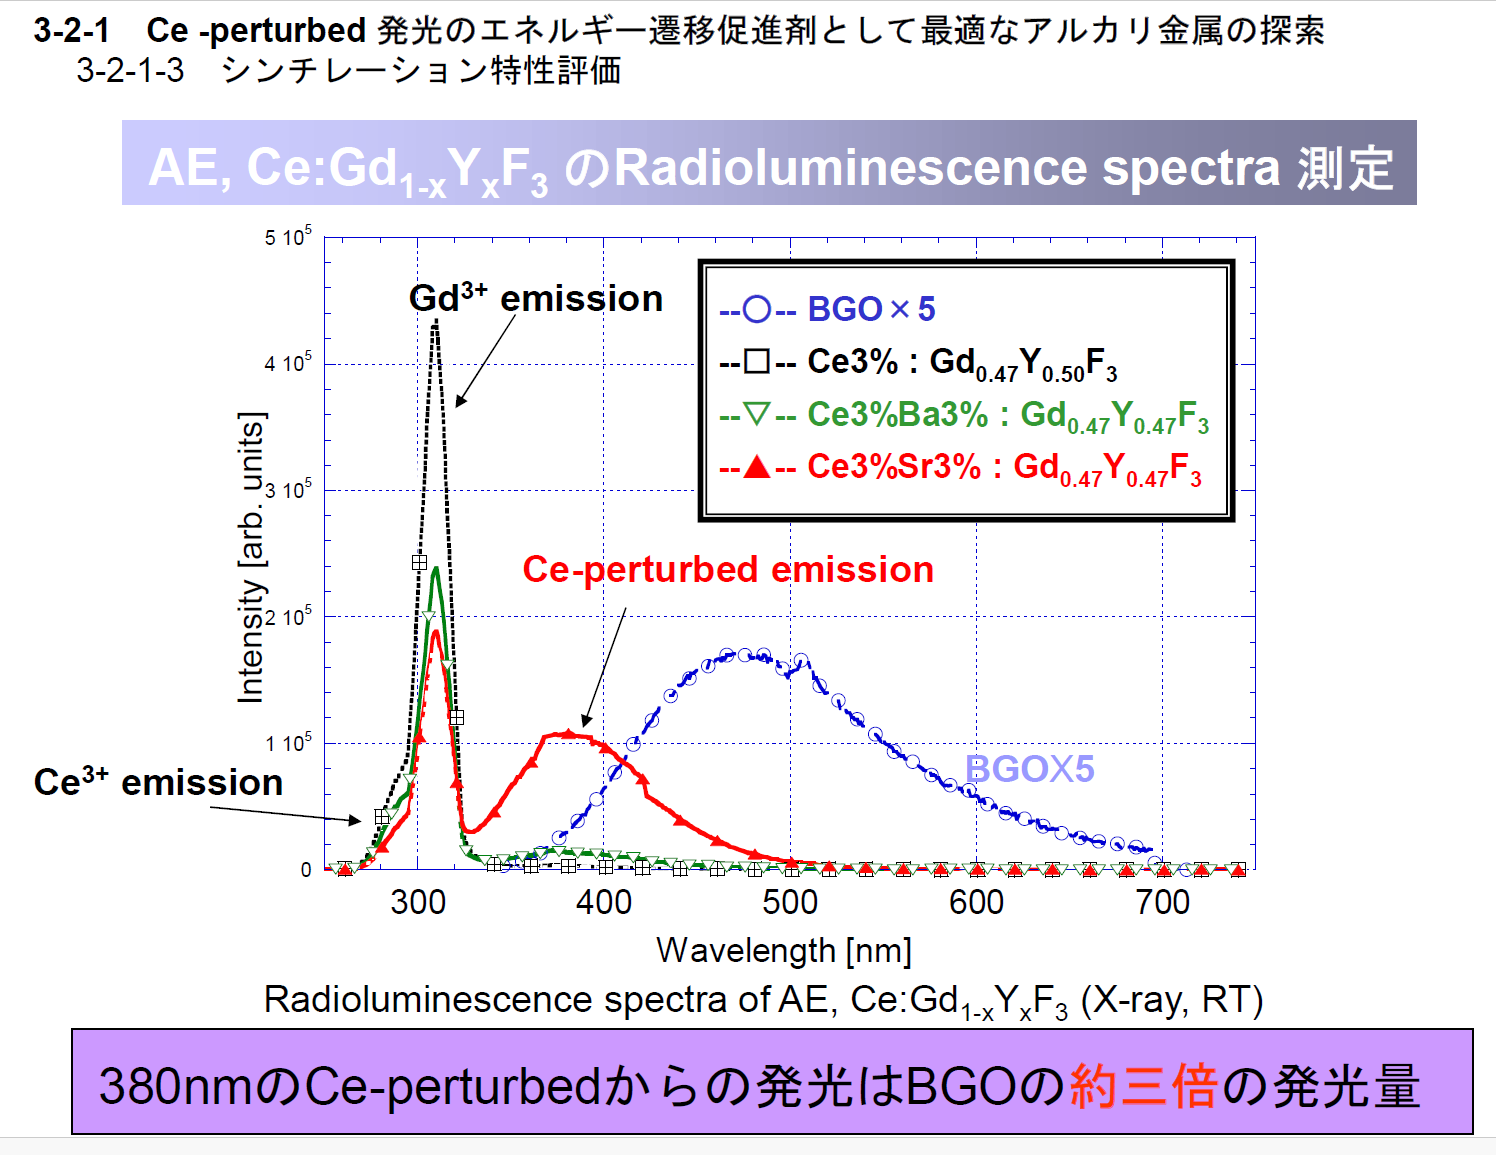 3-2-1 Ce -perturbed 発光のエネルギー遷移促進剤として最適なアルカリ金属の探索
3-2-1-3 シンチレーション特性評価
AE, Ce:Gd1-xYxF3 のRadioluminescence spectra 測定
5 10^5
4 10^5
3 10^5
2 10^5
1 10^5
0
Intensity [arb. units]
Gd3+ emission
--○-- BGO×5
--□-- Ce3% : Gd0.47Y0.50F3
--▽-- Ce3%Ba3% : Gd0.47Y0.47F3
--▲-- Ce3%Sr3% : Gd0.47Y0.47F3
Ce-perturbed emission
Ce3+ emission
BGOX5
300 400 500 600 700
Wavelength [nm]
Radioluminescence spectra of AE, Ce:Gd1-xYxF3 (X-ray, RT)
380nmのCe-perturbedからの発光はBGOの約三倍の発光量